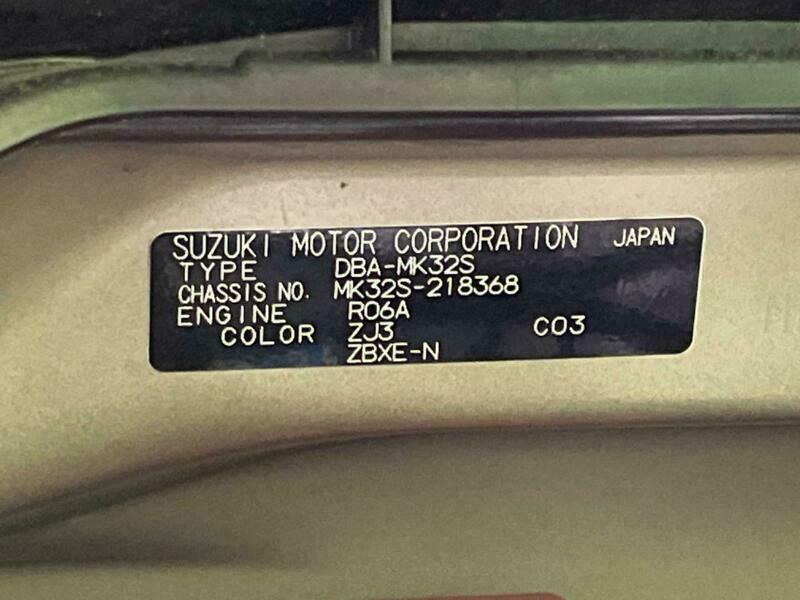 SUZUKI MOTOR CORPORATION JAPAN
TYPE DBA-MK32S
CHASSIS NO. MK32S-218368
ENGINE R06A
COLOR ZJ3 C03
ZBXE-N